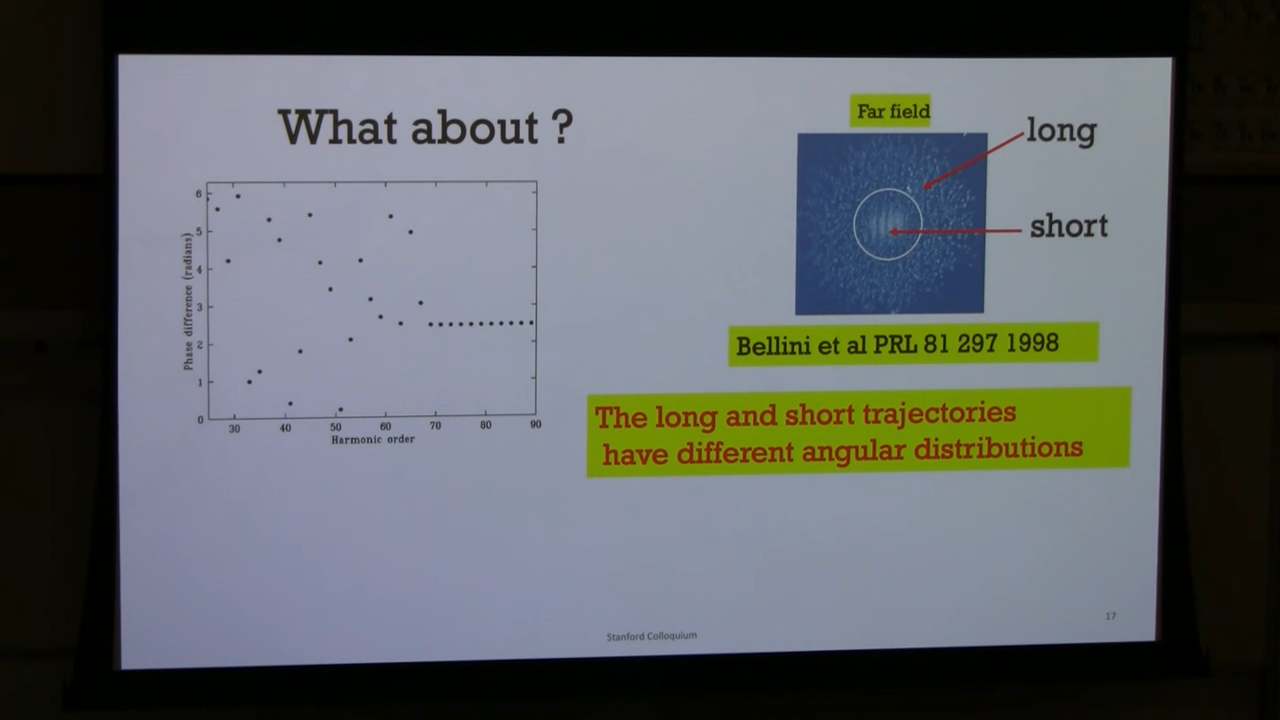 What about ?
Far field
long
short
Bellini et al PRL 81 297 1998
The long and short trajectories
have different angular distributions
Phase difference (radians)
6
5
4
3
2
1
0
30
40
50
60
70
80
90
Harmonic order
Stanford Colloquium
17